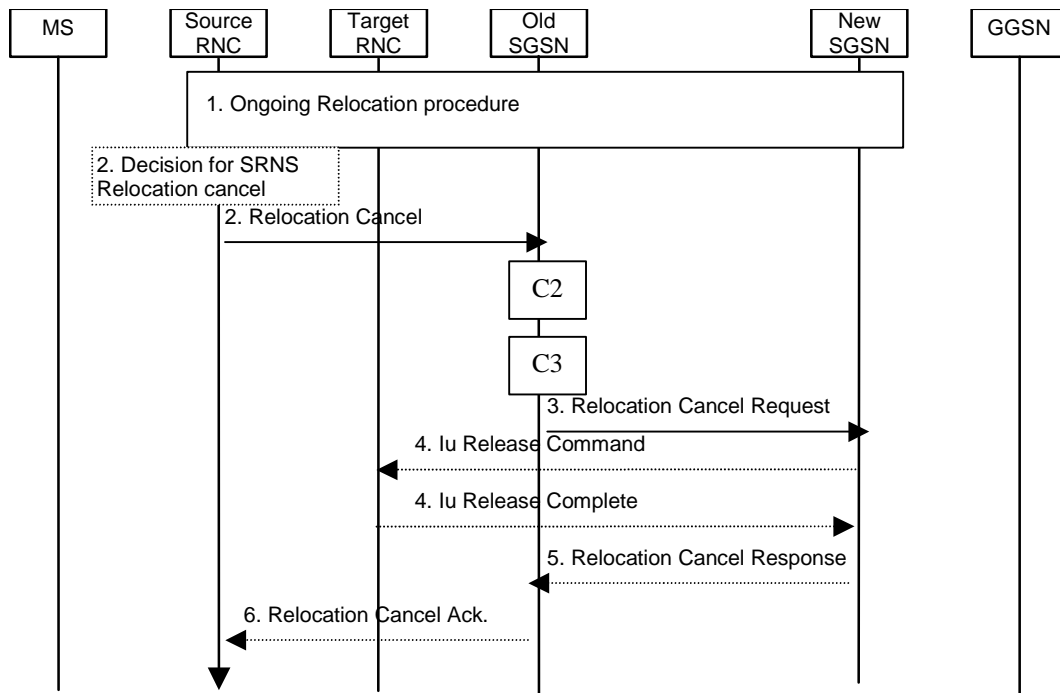 MS
Source
RNC
Target
RNC
Old
SGSN
New
SGSN
GGSN
1. Ongoing Relocation procedure
2. Decision for SRNS
Relocation cancel
2. Relocation Cancel
C2
C3
3. Relocation Cancel Request
4. Iu Release Command
4. Iu Release Complete
5. Relocation Cancel Response
6. Relocation Cancel Ack.